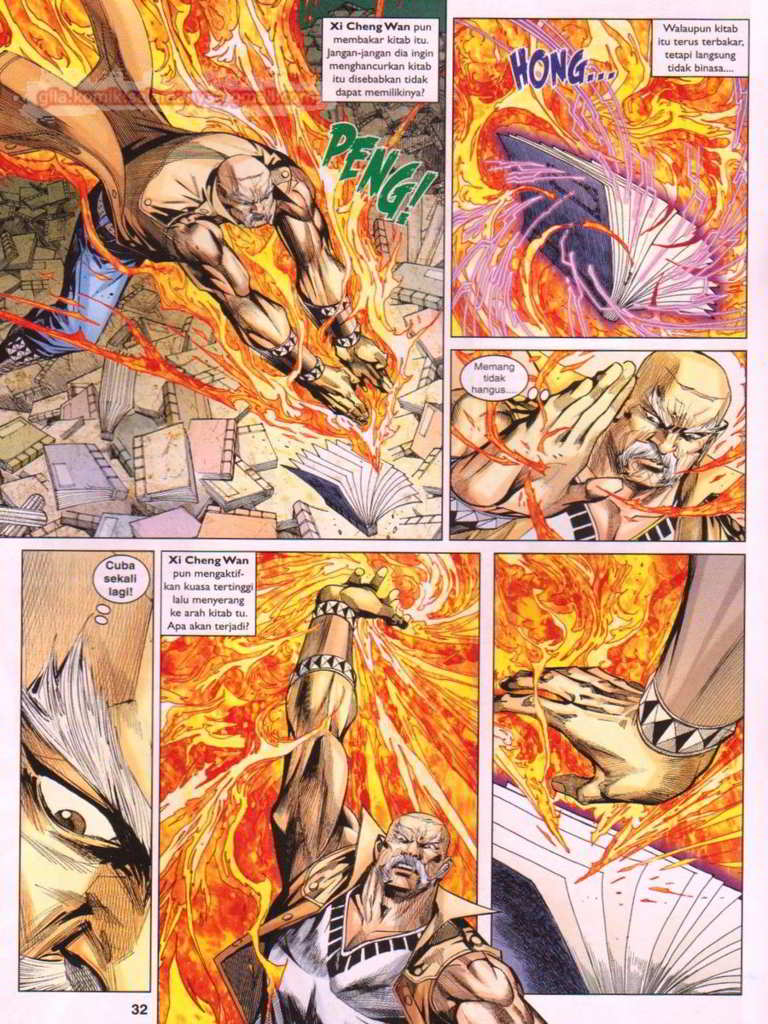 Xi Cheng Wan pun
membakar kitab itu.
Jangan-jangan dia ingin
menghancurkan kitab
itu disebabkan tidak
dapat memilikinya?
PENG!
Walaupun kitab
itu terus terbakar,
tetapi langsung
tidak binasa....
HONG...
Memang
tidak
hangus....
Cuba
sekali
lagi!
Xi Cheng Wan
pun mengaktif-
kan kuasa tertinggi
lalu menyerang
ke arah kitab tu.
Apa akan terjadi?
32